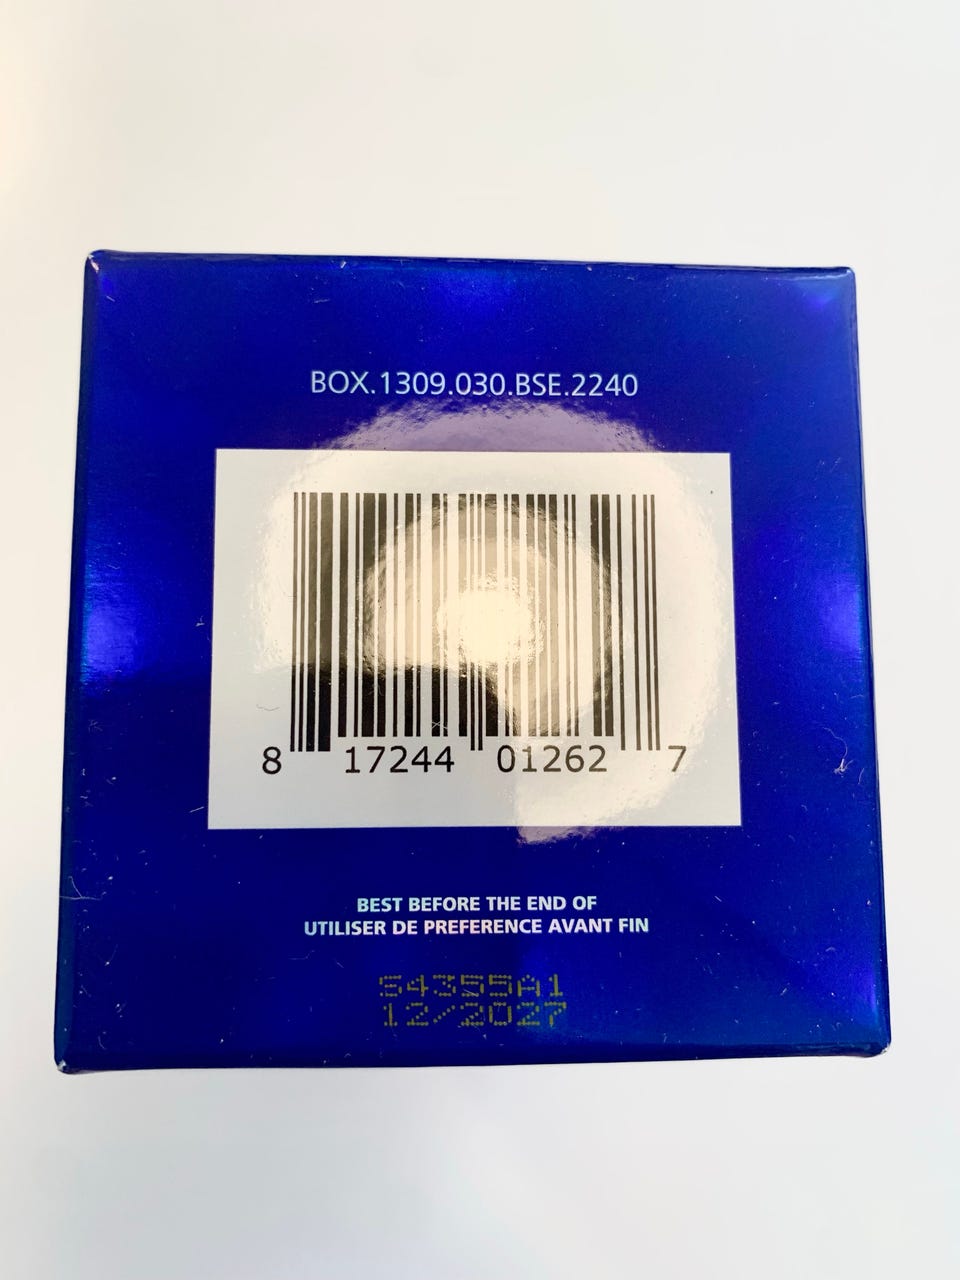 BOX.1309.030.BSE.2240
8 17244 01262 7
BEST BEFORE THE END OF
UTILISER DE PREFERENCE AVANT FIN
S4355A1
12/2027